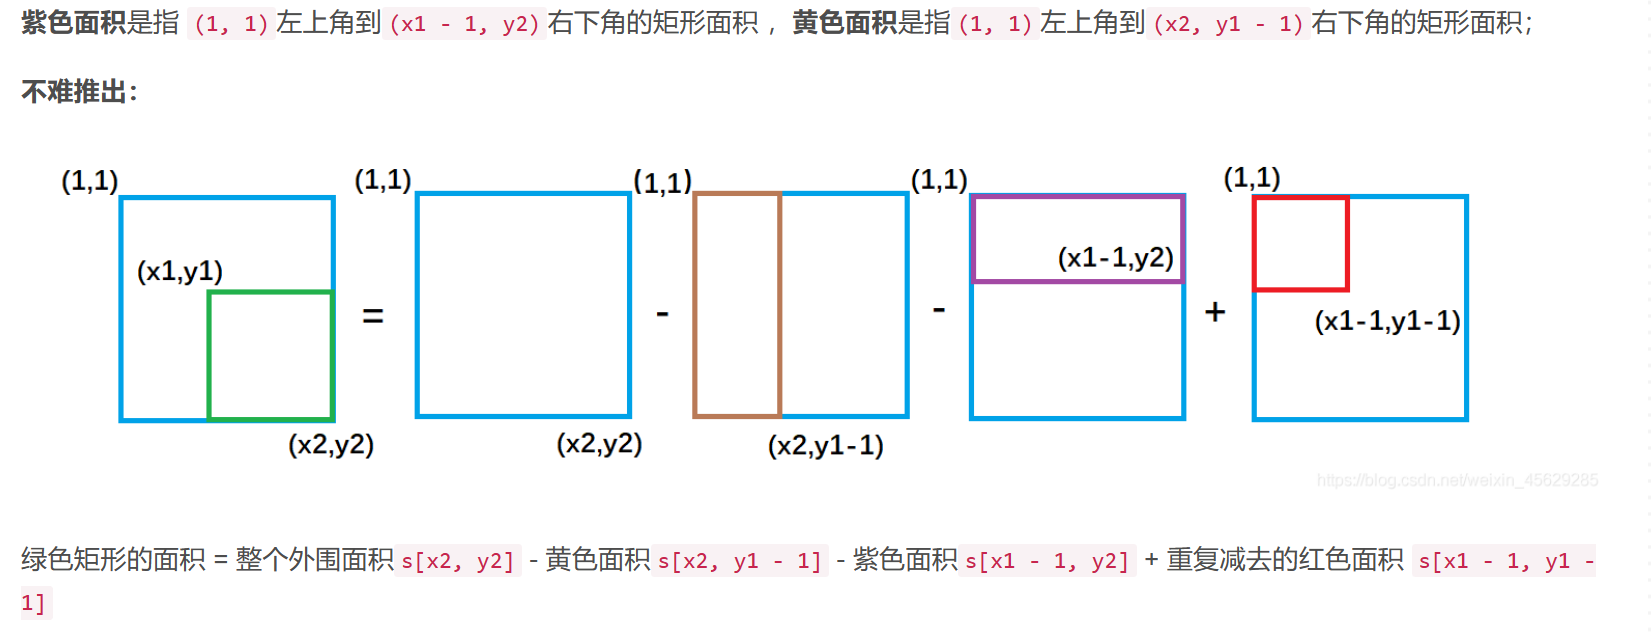 紫色面积是指 (1, 1)左上角到(x1 - 1, y2)右下角的矩形面积 ，黄色面积是指(1, 1)左上角到(x2, y1 - 1)右下角的矩形面积;
不难推出:
(1,1) (1,1) (1,1) (1,1) (1,1)
(x1,y1) (x1-1,y2)
= - - +
(x1-1,y1-1)
(x2,y2) (x2,y2) (x2,y1-1)
https://blog.csdn.net/weixin_45629285
绿色矩形的面积 = 整个外围面积s[x2, y2] - 黄色面积s[x2, y1 - 1] - 紫色面积s[x1 - 1, y2] + 重复减去的红色面积 s[x1 - 1, y1 -
1]